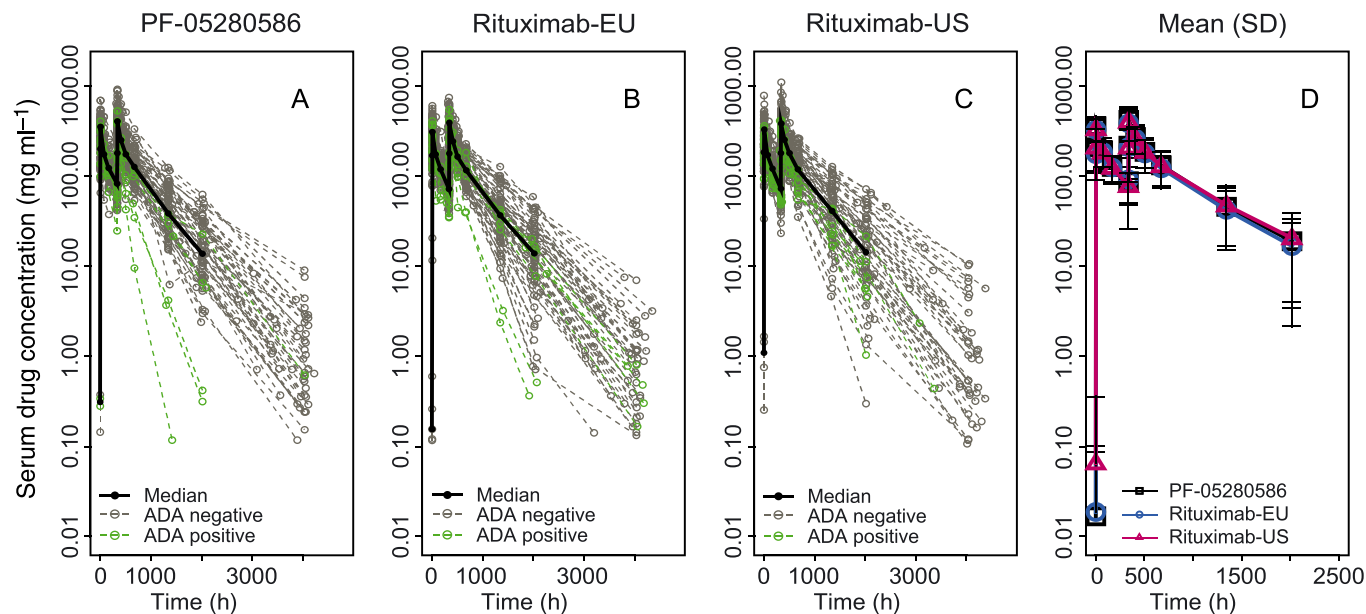 PF-05280586
Rituximab-EU
Rituximab-US
Mean (SD)
Serum drug concentration (mg ml⁻¹)
1000.00
100.00
10.00
1.00
0.10
0.01
A
Median
ADA negative
ADA positive
0 1000 3000
Time (h)
1000.00
100.00
10.00
1.00
0.10
0.01
B
Median
ADA negative
ADA positive
0 1000 3000
Time (h)
1000.00
100.00
10.00
1.00
0.10
0.01
C
Median
ADA negative
ADA positive
0 1000 3000
Time (h)
1000.00
100.00
10.00
1.00
0.10
0.01
D
PF-05280586
Rituximab-EU
Rituximab-US
0 500 1500 2500
Time (h)